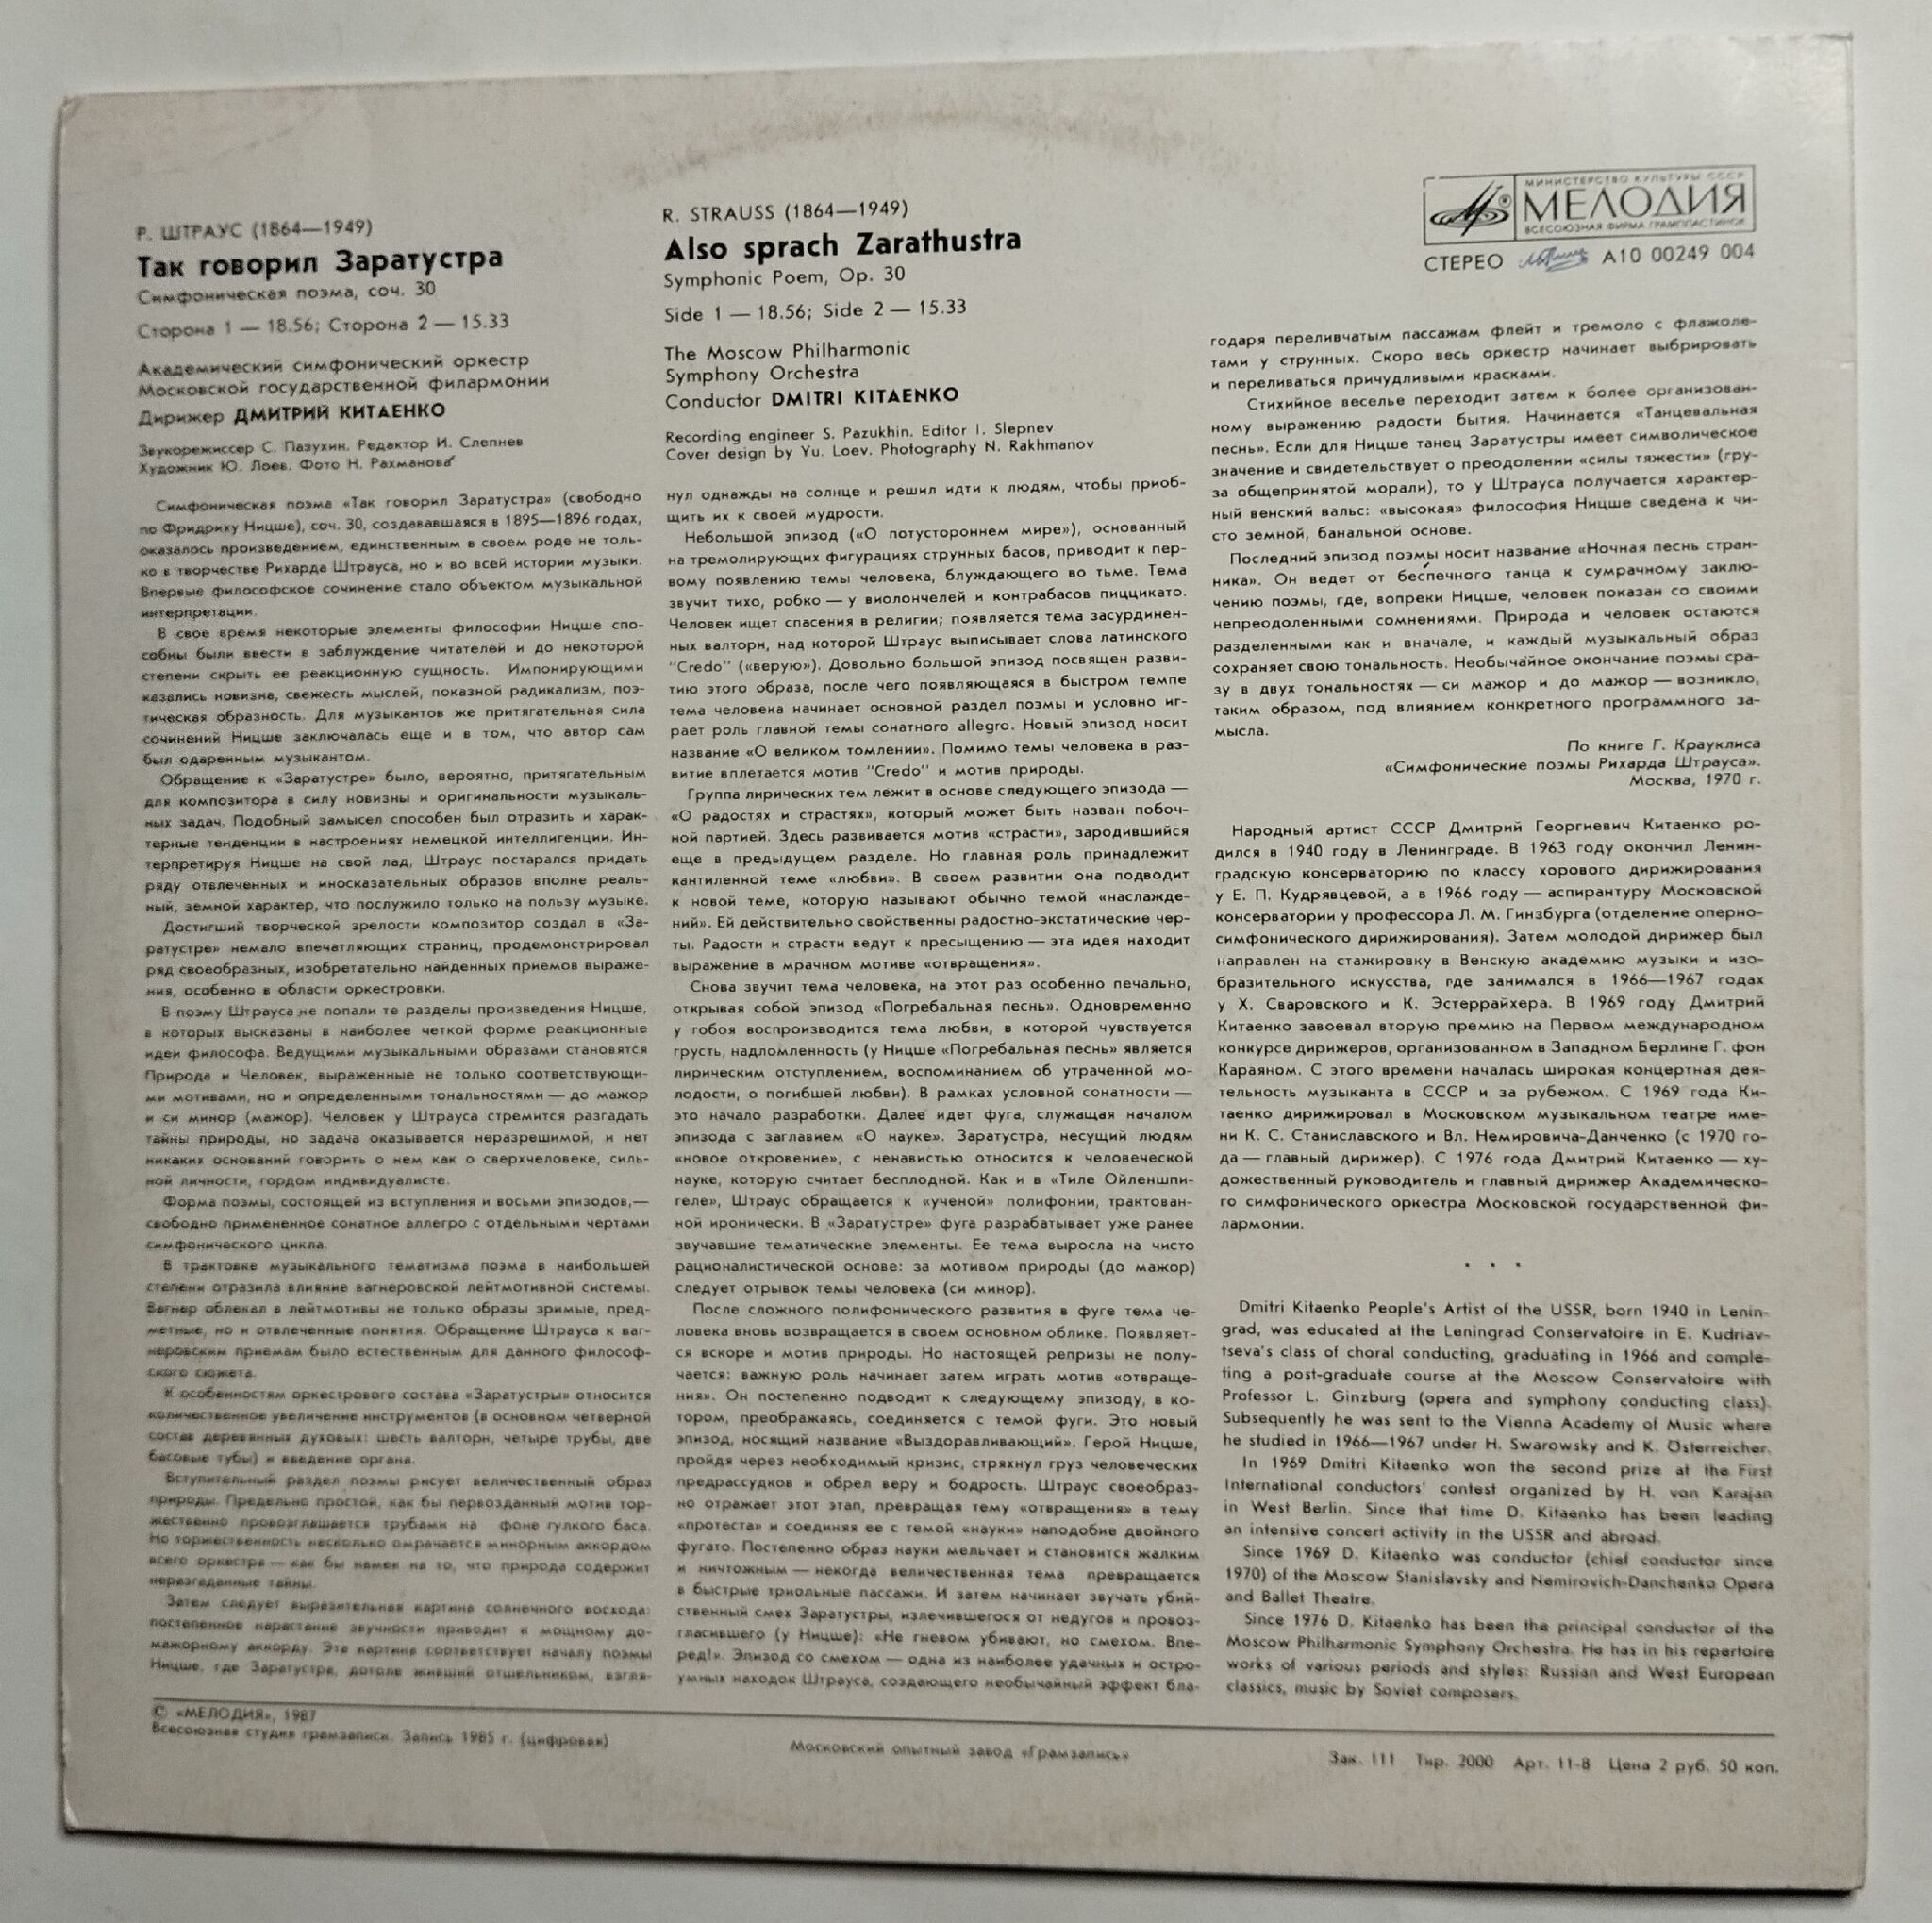 Р. ШТРАУС (1864—1949)
Так говорил Заратустра
Симфоническая поэма, соч. 30
Сторона 1 — 18.56; Сторона 2 — 15.33
Академический симфонический оркестр
Московской государственной филармонии
Дирижер ДМИТРИЙ КИТАЕНКО
Звукорежиссер С. Пазухин. Редактор И. Слепнев
Художник Ю. Лоев. Фото Н. Рахманова
Симфоническая поэма «Так говорил Заратустра» (свободно
по Фридриху Ницше), соч. 30, создававшаяся в 1895—1896 годах,
оказалось произведением, единственным в своем роде не толь-
ко в творчестве Рихарда Штрауса, но и во всей истории музыки.
Впервые философское сочинение стало объектом музыкальной
интерпретации.
В свое время некоторые элементы философии Ницше спо-
собны были ввести в заблуждение читателей и до некоторой
степени скрыть ее реакционную сущность. Импонирующими
казались новизна, свежесть мыслей, показной радикализм, поэ-
тическая образность. Для музыкантов же притягательная сила
сочинений Ницше заключалась еще и в том, что автор сам
был одаренным музыкантом.
Обращение к «Заратустре» было, вероятно, притягательным
для композитора в силу новизны и оригинальности музыкаль-
ных задач. Подобный замысел способен был отразить и харак-
терные тенденции в настроениях немецкой интеллигенции. Ин-
терпретируя Ницше на свой лад, Штраус постарался придать
ряду отвлеченных и иносказательных образов вполне реаль-
ный, земной характер, что послужило только на пользу музыке.
Достигший творческой зрелости композитор создал в «За-
ратустре» немало впечатляющих страниц, продемонстрировал
ряд своеобразных, изобретательно найденных приемов выраже-
ния, особенно в области оркестровки.
В поэму Штрауса не попали те разделы произведения Ницше,
в которых высказаны в наиболее четкой форме реакционные
идеи философа. Ведущими музыкальными образами становятся
Природа и Человек, выраженные не только соответствующи-
ми мотивами, но и определенными тональностями — до мажор
и си минор (мажор). Человек у Штрауса стремится разгадать
тайны природы, но задача оказывается неразрешимой, и нет
никаких оснований говорить о нем как о сверхчеловеке, силь-
ной личности, гордом индивидуалисте.
Форма поэмы, состоящей из вступления и восьми эпизодов,—
свободно примененное сонатное аллегро с отдельными чертами
симфонического цикла.
В трактовке музыкального тематизма поэма в наибольшей
степени отразила влияние вагнеровской лейтмотивной системы.
Вагнер облекал в лейтмотивы не только образы зримые, пред-
метные, но и отвлеченные понятия. Обращение Штрауса к ваг-
неровским приемам было естественным для данного философ-
ского сюжета.
К особенностям оркестрового состава «Заратустры» относится
количественное увеличение инструментов (в основном четверной
состав деревянных духовых: шесть валторн, четыре трубы, две
басовые тубы) и введение органа.
Вступительный раздел поэмы рисует величественный образ
природы. Предельно простой, как бы первозданный мотив тор-
жественно провозглашается трубами на фоне гулкого баса.
Но торжественность несколько омрачается минорным аккордом
всего оркестра — как бы намек на то, что природа содержит
неразгаданные тайны.
Затем следует выразительная картина солнечного восхода:
постепенное нарастание звучности приводит к мощному до-
мажорному аккорду. Эта картина соответствует началу поэмы
Ницше, где Заратустра, дотоле живший отшельником, взгля-
R. STRAUSS (1864—1949)
Also sprach Zarathustra
Symphonic Poem, Op. 30
Side 1 — 18.56; Side 2 — 15.33
The Moscow Philharmonic
Symphony Orchestra
Conductor DMITRI KITAENKO
Recording engineer S. Pazukhin. Editor I. Slepnev
Cover design by Yu. Loev. Photography N. Rakhmanov
нул однажды на солнце и решил идти к людям, чтобы приоб-
щить их к своей мудрости.
Небольшой эпизод («О потустороннем мире»), основанный
на тремолирующих фигурациях струнных басов, приводит к пер-
вому появлению темы человека, блуждающего во тьме. Тема
звучит тихо, робко — у виолончелей и контрабасов пиццикато.
Человек ищет спасения в религии; появляется тема засурдинен-
ных валторн, над которой Штраус выписывает слова латинского
"Credo" («верую»). Довольно большой эпизод посвящен разви-
тию этого образа, после чего появляющаяся в быстром темпе
тема человека начинает основной раздел поэмы и условно иг-
рает роль главной темы сонатного allegro. Новый эпизод носит
название «О великом томлении». Помимо темы человека в раз-
витие вплетается мотив "Credo" и мотив природы.
Группа лирических тем лежит в основе следующего эпизода —
«О радостях и страстях», который может быть назван побоч-
ной партией. Здесь развивается мотив «страсти», зародившийся
еще в предыдущем разделе. Но главная роль принадлежит
кантиленной теме «любви». В своем развитии она подводит
к новой теме, которую называют обычно темой «наслажде-
ний». Ей действительно свойственны радостно-экстатические чер-
ты. Радости и страсти ведут к пресыщению — эта идея находит
выражение в мрачном мотиве «отвращения».
Снова звучит тема человека, на этот раз особенно печально,
открывая собой эпизод «Погребальная песнь». Одновременно
у гобоя воспроизводится тема любви, в которой чувствуется
грусть, надломленность (у Ницше «Погребальная песнь» является
лирическим отступлением, воспоминанием об утраченной мо-
лодости, о погибшей любви). В рамках условной сонатности —
это начало разработки. Далее идет фуга, служащая началом
эпизода с заглавием «О науке». Заратустра, несущий людям
«новое откровение», с ненавистью относится к человеческой
науке, которую считает бесплодной. Как и в «Тиле Ойленшпи-
геле», Штраус обращается к «ученой» полифонии, трактован-
ной иронически. В «Заратустре» фуга разрабатывает уже ранее
звучавшие тематические элементы. Ее тема выросла на чисто
рационалистической основе: за мотивом природы (до мажор)
следует отрывок темы человека (си минор).
После сложного полифонического развития в фуге тема че-
ловека вновь возвращается в своем основном облике. Появляет-
ся вскоре и мотив природы. Но настоящей репризы не полу-
чается: важную роль начинает затем играть мотив «отвраще-
ния». Он постепенно подводит к следующему эпизоду, в ко-
тором, преображаясь, соединяется с темой фуги. Это новый
эпизод, носящий название «Выздоравливающий». Герой Ницше,
пройдя через необходимый кризис, стряхнул груз человеческих
предрассудков и обрел веру и бодрость. Штраус своеобраз-
но отражает этот этап, превращая тему «отвращения» в тему
«протеста» и соединяя ее с темой «науки» наподобие двойного
фугато. Постепенно образ науки мельчает и становится жалким
и ничтожным — некогда величественная тема превращается
в быстрые триольные пассажи. И затем начинает звучать убий-
ственный смех Заратустры, излечившегося от недугов и провоз-
гласившего (у Ницше): «Не гневом убивают, но смехом. Впе-
ред!». Эпизод со смехом — одна из наиболее удачных и остро-
умных находок Штрауса, создающего необычайный эффект бла-
МИНИСТЕРСТВО КУЛЬТУРЫ СССР
МЕЛОДИЯ
ВСЕСОЮЗНАЯ ФИРМА ГРАМПЛАСТИНОК
СТЕРЕО А10 00249 004
годаря переливчатым пассажам флейт и тремоло с флажоле-
тами у струнных. Скоро весь оркестр начинает выбрировать
и переливаться причудливыми красками.
Стихийное веселье переходит затем к более организован-
ному выражению радости бытия. Начинается «Танцевальная
песнь». Если для Ницше танец Заратустры имеет символическое
значение и свидетельствует о преодолении «силы тяжести» (гру-
за общепринятой морали), то у Штрауса получается характер-
ный венский вальс: «высокая» философия Ницше сведена к чи-
сто земной, банальной основе.
Последний эпизод поэмы носит название «Ночная песнь стран-
ника». Он ведет от беспечного танца к сумрачному заклю-
чению поэмы, где, вопреки Ницше, человек показан со своими
непреодоленными сомнениями. Природа и человек остаются
разделенными как и вначале, и каждый музыкальный образ
сохраняет свою тональность. Необычайное окончание поэмы сра-
зу в двух тональностях — си мажор и до мажор — возникло,
таким образом, под влиянием конкретного программного за-
мысла.
По книге Г. Крауклиса
«Симфонические поэмы Рихарда Штрауса».
Москва, 1970 г.
Народный артист СССР Дмитрий Георгиевич Китаенко ро-
дился в 1940 году в Ленинграде. В 1963 году окончил Ленин-
градскую консерваторию по классу хорового дирижирования
у Е. П. Кудрявцевой, а в 1966 году — аспирантуру Московской
консерватории у профессора Л. М. Гинзбурга (отделение оперно-
симфонического дирижирования). Затем молодой дирижер был
направлен на стажировку в Венскую академию музыки и изо-
бразительного искусства, где занимался в 1966—1967 годах
у Х. Сваровского и К. Эстеррайхера. В 1969 году Дмитрий
Китаенко завоевал вторую премию на Первом международном
конкурсе дирижеров, организованном в Западном Берлине Г. фон
Караяном. С этого времени началась широкая концертная дея-
тельность музыканта в СССР и за рубежом. С 1969 года Ки-
таенко дирижировал в Московском музыкальном театре име-
ни К. С. Станиславского и Вл. Немировича-Данченко (с 1970 го-
да — главный дирижер). С 1976 года Дмитрий Китаенко — ху-
дожественный руководитель и главный дирижер Академическо-
го симфонического оркестра Московской государственной фи-
лармонии.
. . .
Dmitri Kitaenko People's Artist of the USSR, born 1940 in Lenin-
grad, was educated at the Leningrad Conservatoire in E. Kudriav-
tseva's class of choral conducting, graduating in 1966 and comple-
ting a post-graduate course at the Moscow Conservatoire with
Professor L. Ginzburg (opera and symphony conducting class).
Subsequently he was sent to the Vienna Academy of Music where
he studied in 1966—1967 under H. Swarowsky and K. Österreicher.
In 1969 Dmitri Kitaenko won the second prize at the First
International conductors' contest organized by H. von Karajan
in West Berlin. Since that time D. Kitaenko has been leading
an intensive concert activity in the USSR and abroad.
Since 1969 D. Kitaenko was conductor (chief conductor since
1970) of the Moscow Stanislavsky and Nemirovich-Danchenko Opera
and Ballet Theatre.
Since 1976 D. Kitaenko has been the principal conductor of the
Moscow Philharmonic Symphony Orchestra. He has in his repertoire
works of various periods and styles: Russian and West European
classics, music by Soviet composers.
© «МЕЛОДИЯ», 1987
Всесоюзная студия грамзаписи. Запись 1985 г. (цифровая)
Московский опытный завод «Грамзапись»
Зак. 111 Тир. 2000 Арт. 11-8 Цена 2 руб. 50 коп.